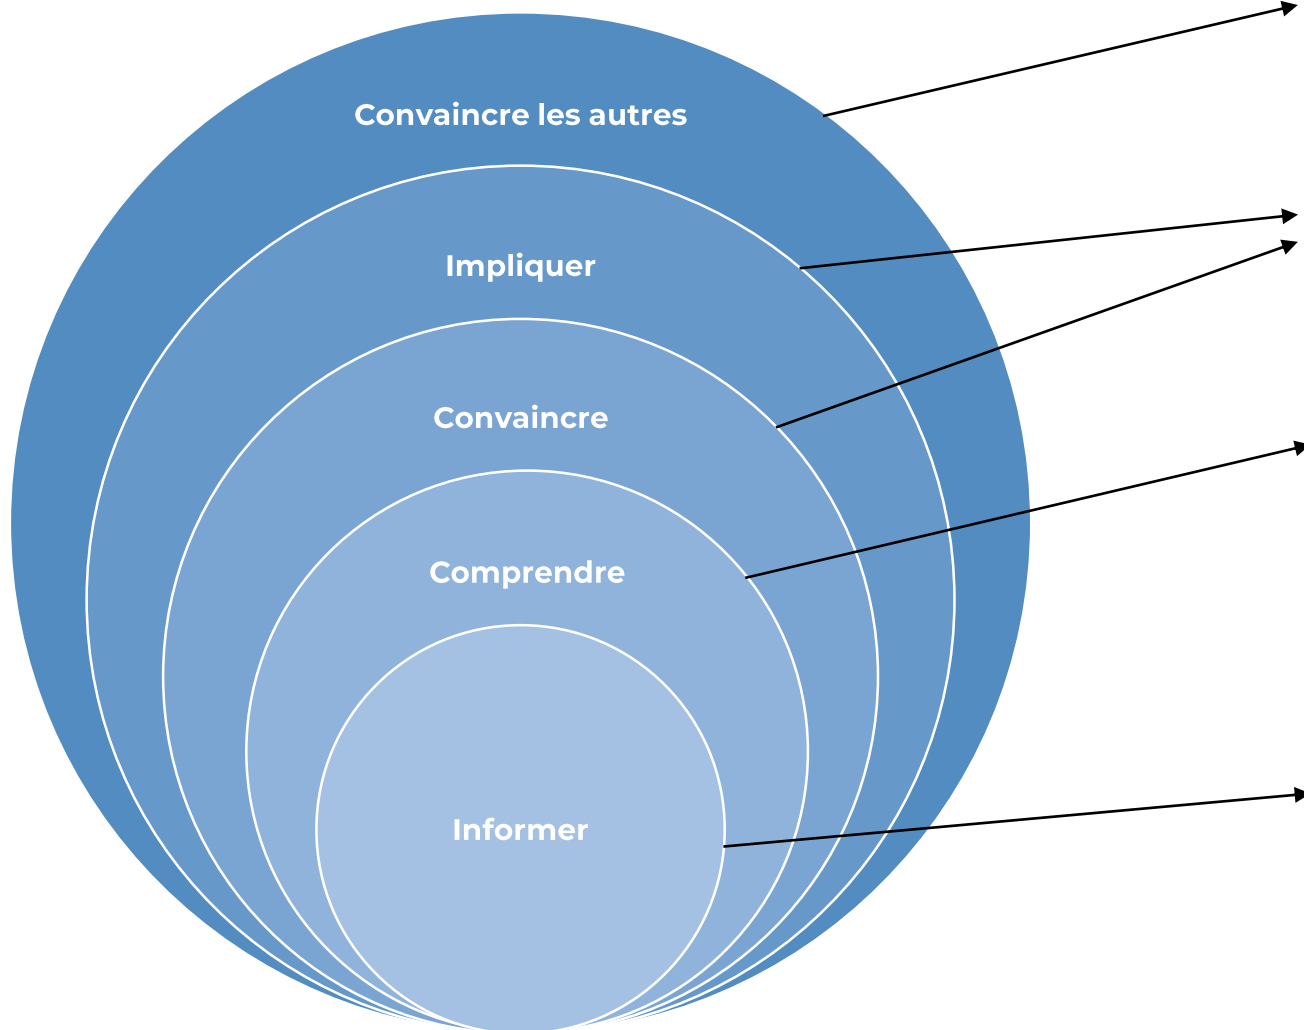 Convaincre les autres
Impliquer
Convaincre
Comprendre
Informer